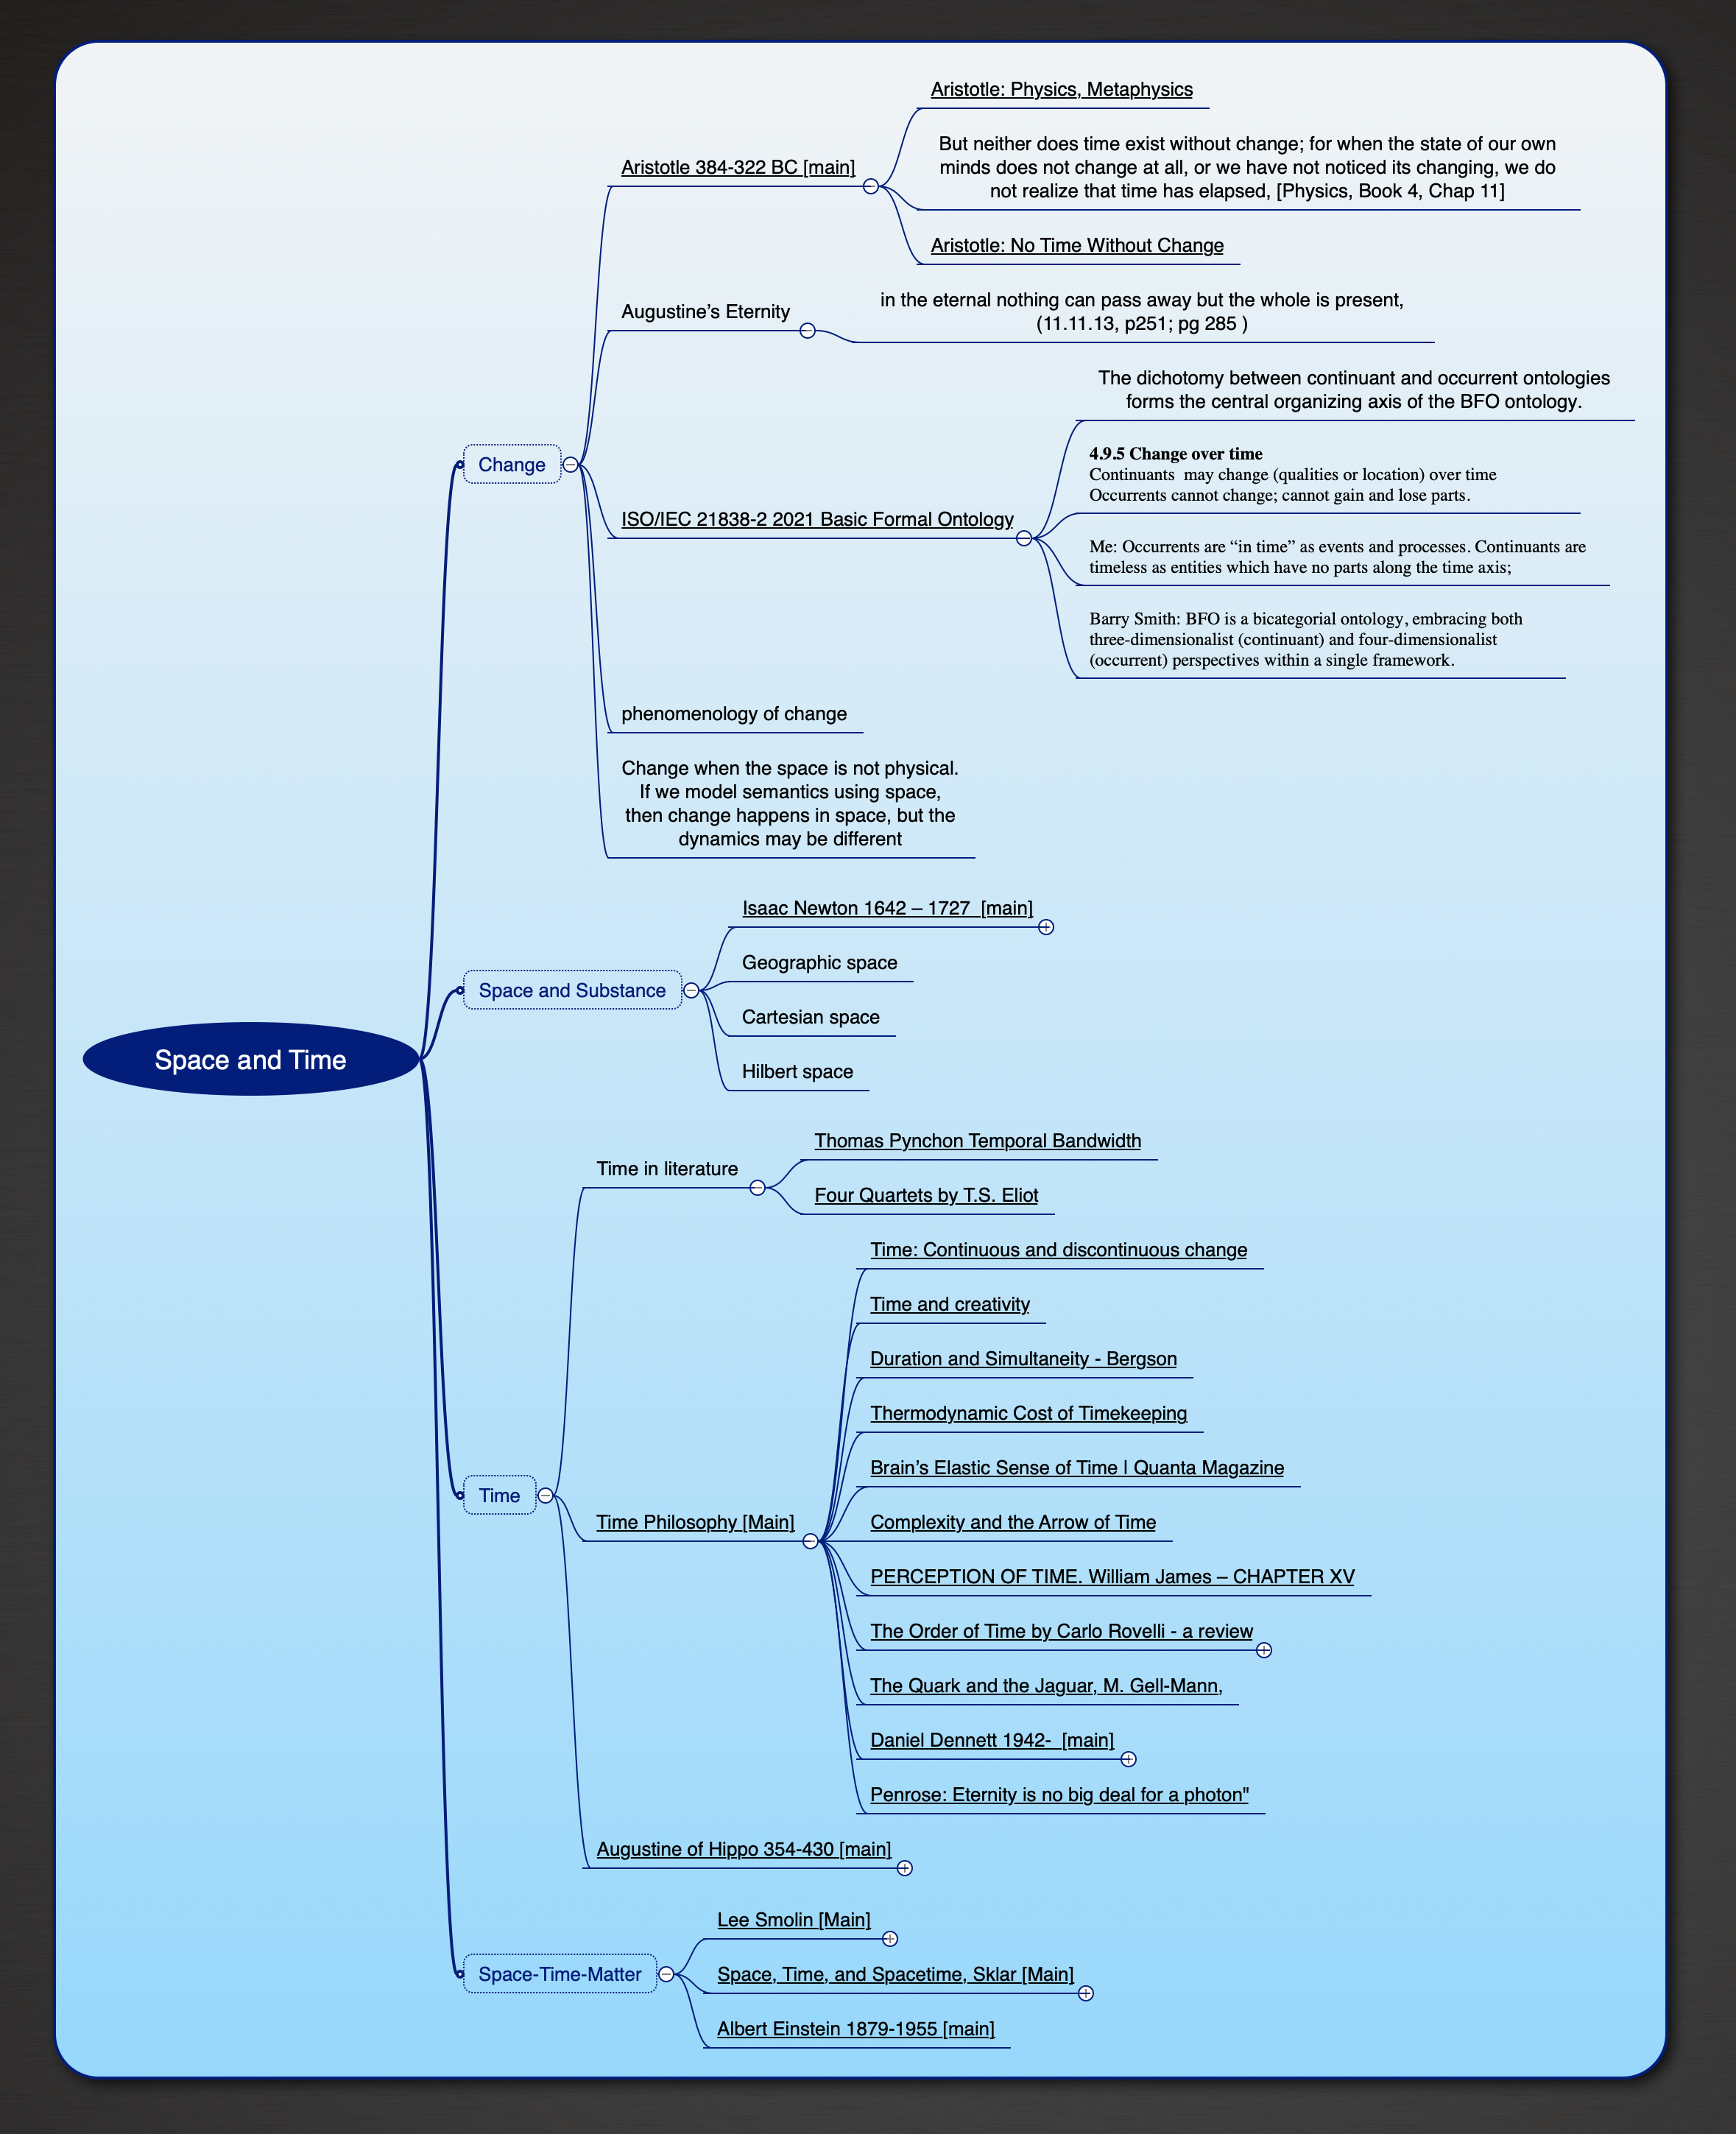 Space and Time
Change
Aristotle 384-322 BC [main]
Aristotle: Physics, Metaphysics
But neither does time exist without change; for when the state of our own
minds does not change at all, or we have not noticed its changing, we do
not realize that time has elapsed, [Physics, Book 4, Chap 11]
Aristotle: No Time Without Change
Augustine’s Eternity
in the eternal nothing can pass away but the whole is present,
(11.11.13, p251; pg 285 )
ISO/IEC 21838-2 2021 Basic Formal Ontology
The dichotomy between continuant and occurrent ontologies
forms the central organizing axis of the BFO ontology.
4.9.5 Change over time
Continuants  may change (qualities or location) over time
Occurrents cannot change; cannot gain and lose parts.
Me: Occurrents are “in time” as events and processes. Continuants are
timeless as entities which have no parts along the time axis;
Barry Smith: BFO is a bicategorial ontology, embracing both
three-dimensionalist (continuant) and four-dimensionalist
(occurrent) perspectives within a single framework.
phenomenology of change
Change when the space is not physical.
If we model semantics using space,
then change happens in space, but the
dynamics may be different
Space and Substance
Isaac Newton 1642 – 1727  [main]
Geographic space
Cartesian space
Hilbert space
Time
Time in literature
Thomas Pynchon Temporal Bandwidth
Four Quartets by T.S. Eliot
Time Philosophy [Main]
Time: Continuous and discontinuous change
Time and creativity
Duration and Simultaneity - Bergson
Thermodynamic Cost of Timekeeping
Brain’s Elastic Sense of Time | Quanta Magazine
Complexity and the Arrow of Time
PERCEPTION OF TIME. William James – CHAPTER XV
The Order of Time by Carlo Rovelli - a review
The Quark and the Jaguar, M. Gell-Mann,
Daniel Dennett 1942-  [main]
Penrose: Eternity is no big deal for a photon"
Augustine of Hippo 354-430 [main]
Space-Time-Matter
Lee Smolin [Main]
Space, Time, and Spacetime, Sklar [Main]
Albert Einstein 1879-1955 [main]